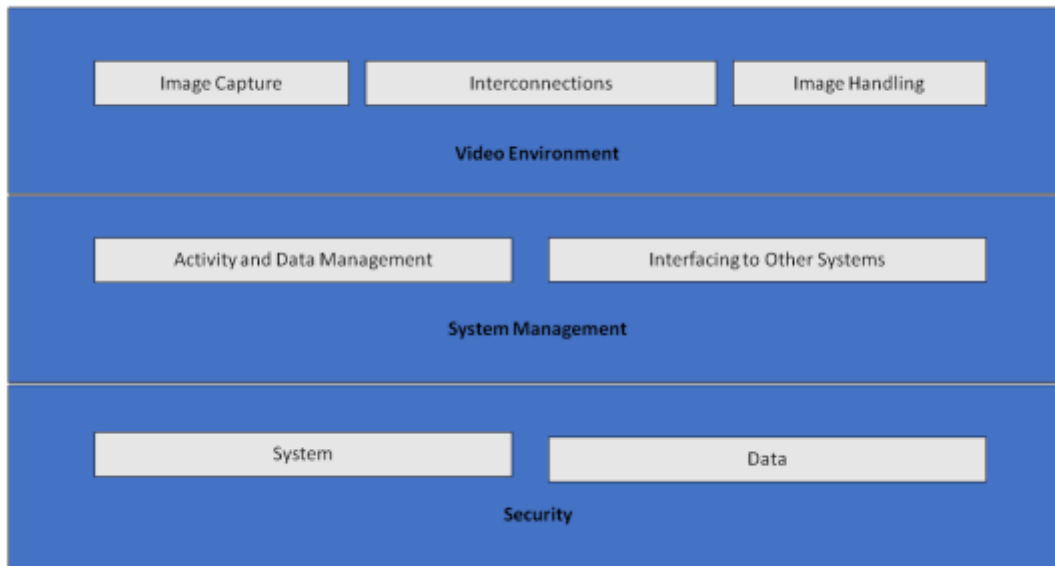 Image Capture
Interconnections
Image Handling
Video Environment
Activity and Data Management
Interfacing to Other Systems
System Management
System
Data
Security